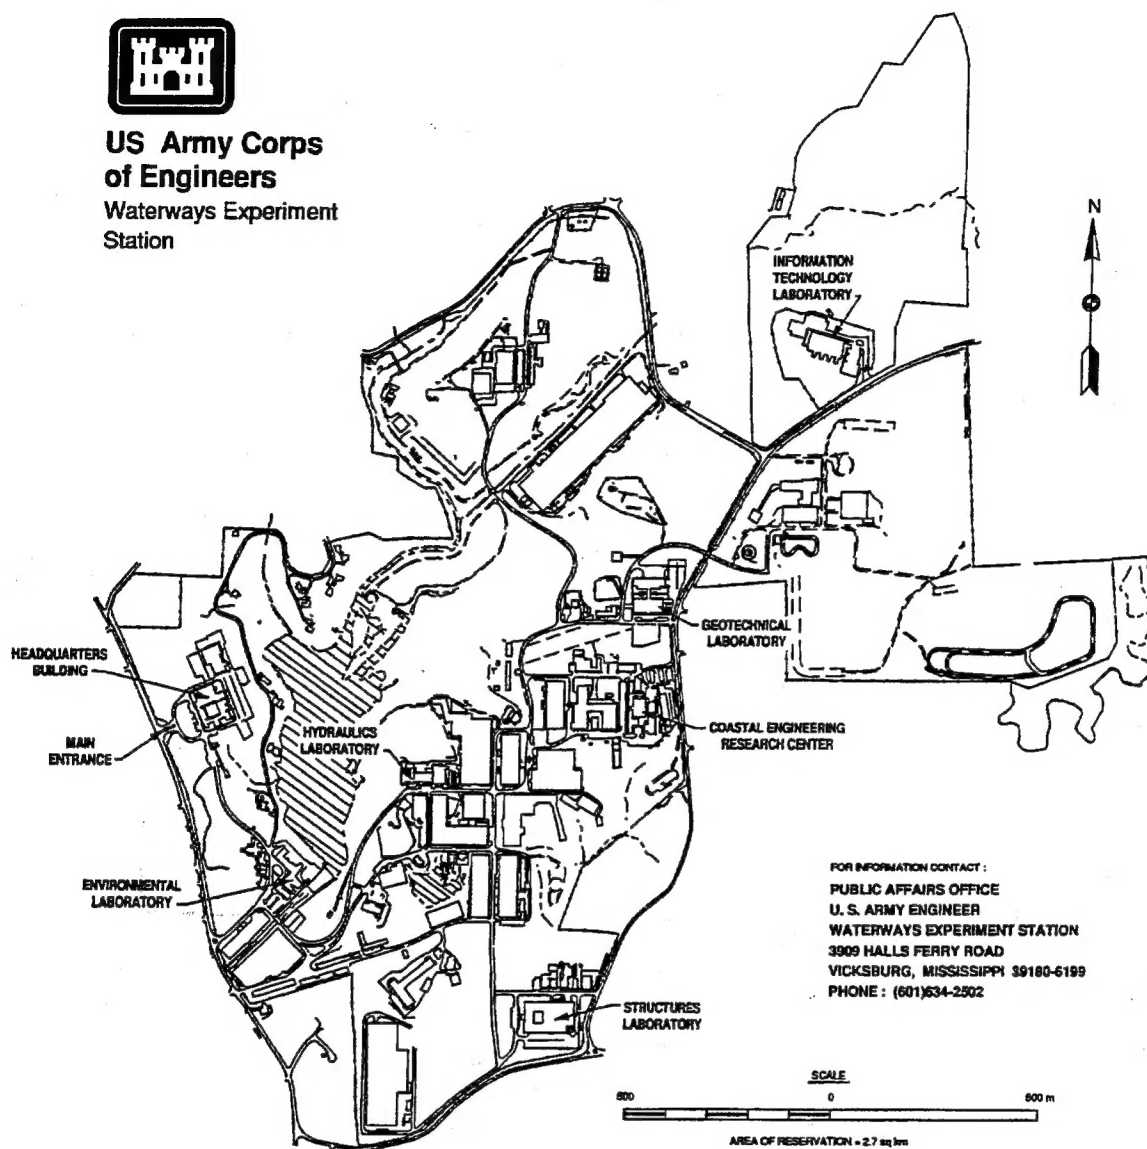 US Army Corps
of Engineers
Waterways Experiment
Station
N
INFORMATION
TECHNOLOGY
LABORATORY
GEOTECHNICAL
LABORATORY
HEADQUARTERS
BUILDING
MAIN
ENTRANCE
HYDRAULICS
LABORATORY
COASTAL ENGINEERING
RESEARCH CENTER
ENVIRONMENTAL
LABORATORY
STRUCTURES
LABORATORY
FOR INFORMATION CONTACT :
PUBLIC AFFAIRS OFFICE
U. S. ARMY ENGINEER
WATERWAYS EXPERIMENT STATION
3909 HALLS FERRY ROAD
VICKSBURG, MISSISSIPPI 39180-6199
PHONE : (601)634-2502
SCALE
500 0 500 m
AREA OF RESERVATION = 2.7 sq km